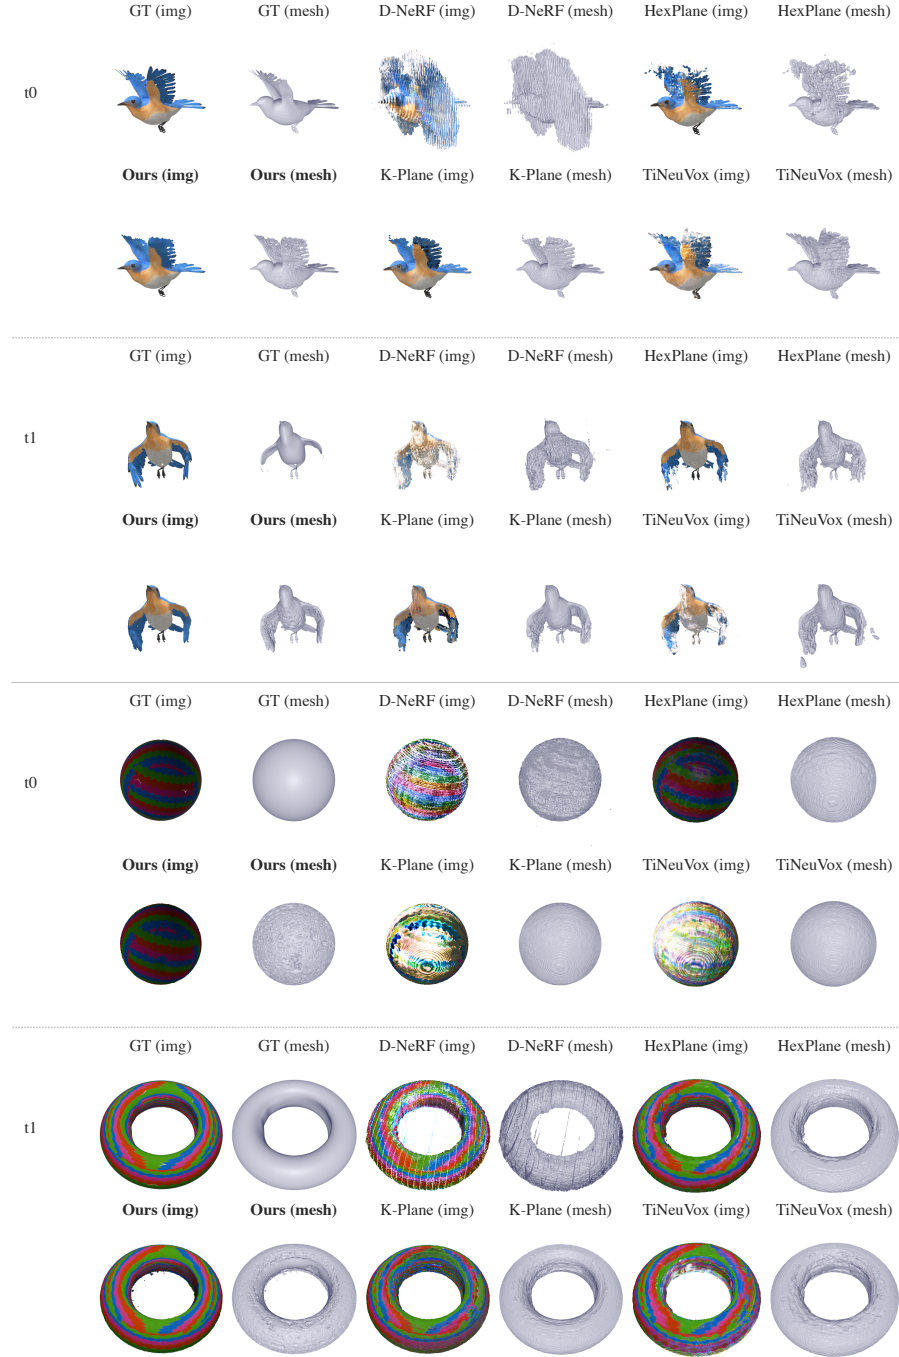 GT (img) GT (mesh) D-NeRF (img) D-NeRF (mesh) HexPlane (img) HexPlane (mesh)
t0
Ours (img) Ours (mesh) K-Plane (img) K-Plane (mesh) TiNeuVox (img) TiNeuVox (mesh)
GT (img) GT (mesh) D-NeRF (img) D-NeRF (mesh) HexPlane (img) HexPlane (mesh)
t1
Ours (img) Ours (mesh) K-Plane (img) K-Plane (mesh) TiNeuVox (img) TiNeuVox (mesh)
GT (img) GT (mesh) D-NeRF (img) D-NeRF (mesh) HexPlane (img) HexPlane (mesh)
t0
Ours (img) Ours (mesh) K-Plane (img) K-Plane (mesh) TiNeuVox (img) TiNeuVox (mesh)
GT (img) GT (mesh) D-NeRF (img) D-NeRF (mesh) HexPlane (img) HexPlane (mesh)
t1
Ours (img) Ours (mesh) K-Plane (img) K-Plane (mesh) TiNeuVox (img) TiNeuVox (mesh)